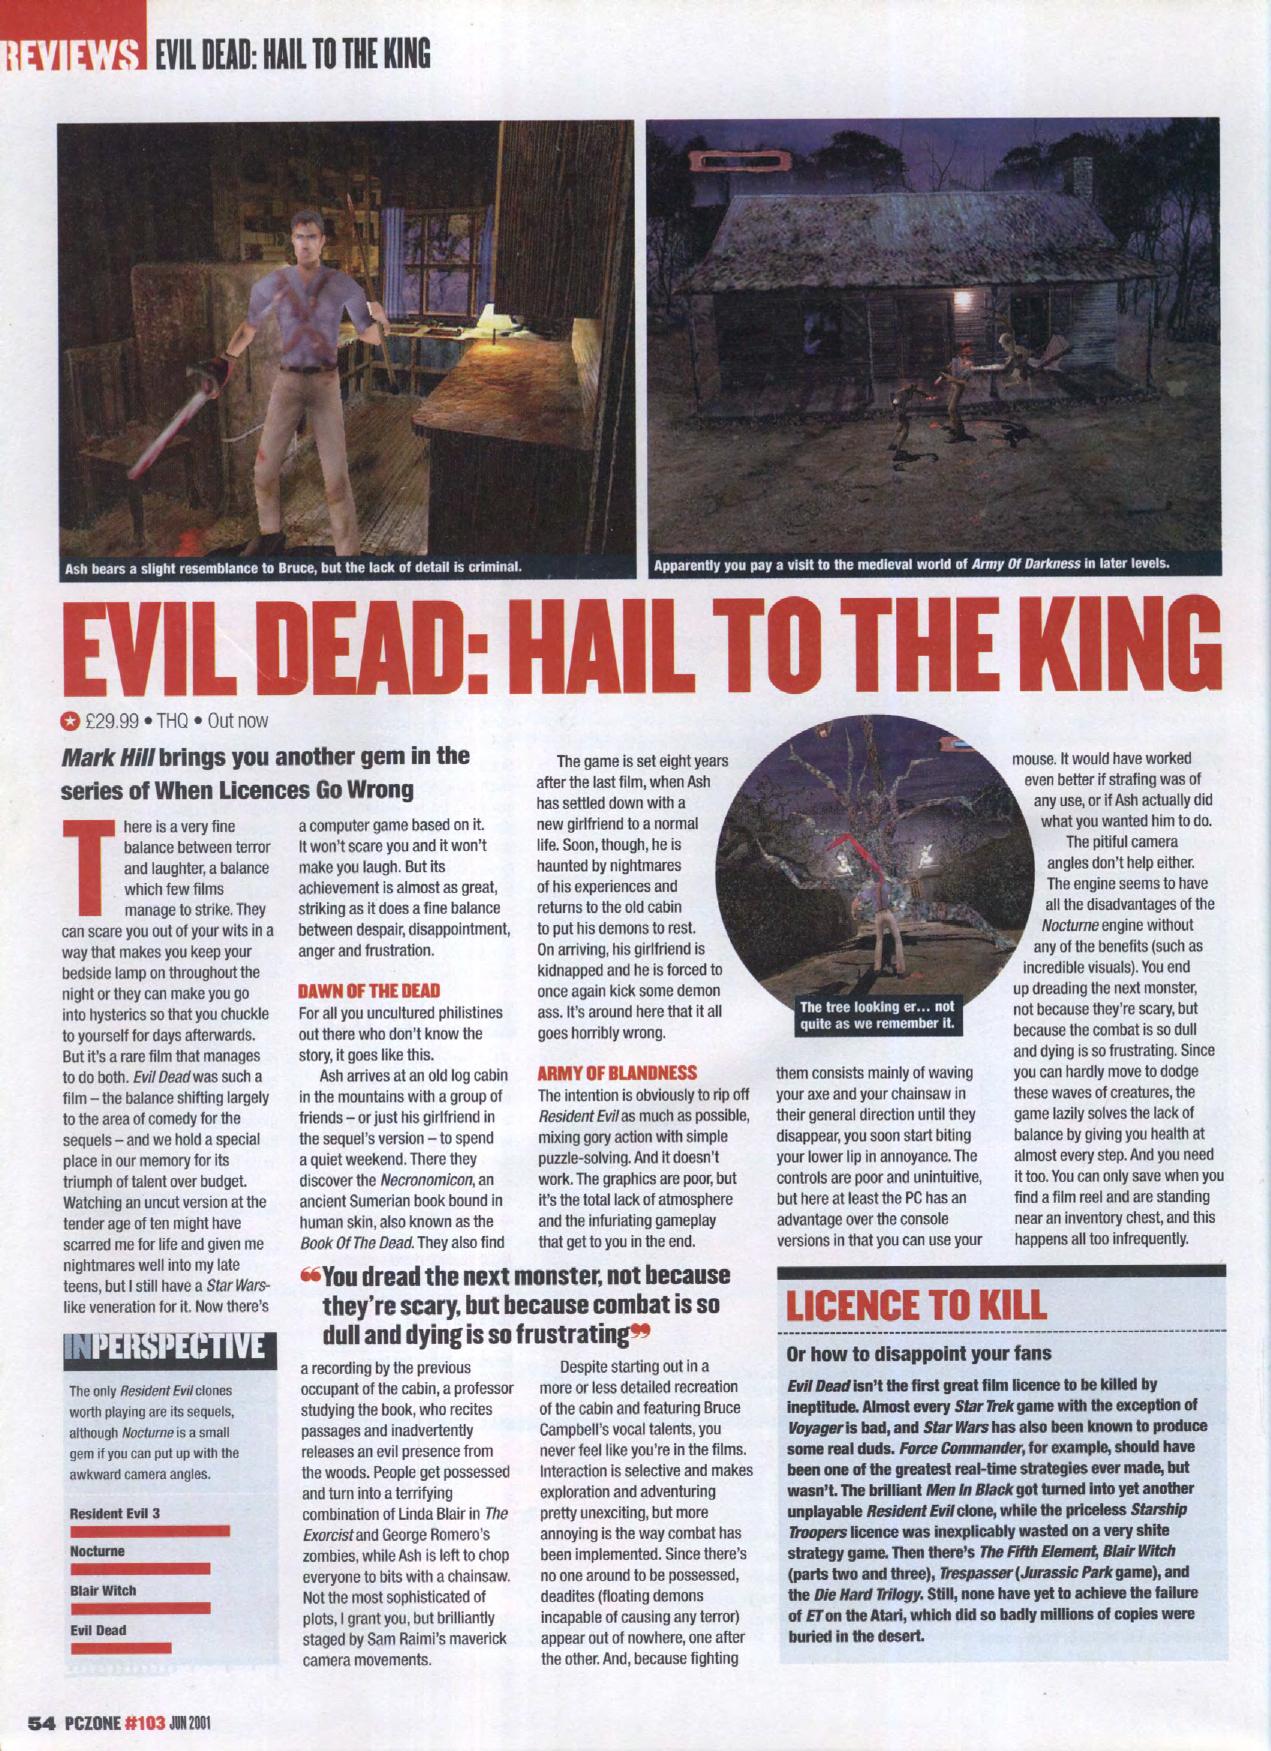 REVIEWS EVIL DEAD: HAIL TO THE KING
Ash bears a slight resemblance to Bruce, but the lack of detail is criminal.
Apparently you pay a visit to the medieval world of Army Of Darkness in later levels.
EVIL DEAD: HAIL TO THE KING
£29.99 • THQ • Out now
Mark Hill brings you another gem in the
series of When Licences Go Wrong
There is a very fine
balance between terror
and laughter, a balance
which few films
manage to strike. They
can scare you out of your wits in a
way that makes you keep your
bedside lamp on throughout the
night or they can make you go
into hysterics so that you chuckle
to yourself for days afterwards.
But it's a rare film that manages
to do both. Evil Dead was such a
film – the balance shifting largely
to the area of comedy for the
sequels – and we hold a special
place in our memory for its
triumph of talent over budget.
Watching an uncut version at the
tender age of ten might have
scarred me for life and given me
nightmares well into my late
teens, but I still have a Star Wars-
like veneration for it. Now there's
a computer game based on it.
It won't scare you and it won't
make you laugh. But its
achievement is almost as great,
striking as it does a fine balance
between despair, disappointment,
anger and frustration.
DAWN OF THE DEAD
For all you uncultured philistines
out there who don't know the
story, it goes like this.
Ash arrives at an old log cabin
in the mountains with a group of
friends – or just his girlfriend in
the sequel's version – to spend
a quiet weekend. There they
discover the Necronomicon, an
ancient Sumerian book bound in
human skin, also known as the
Book Of The Dead. They also find
a recording by the previous
occupant of the cabin, a professor
studying the book, who recites
passages and inadvertently
releases an evil presence from
the woods. People get possessed
and turn into a terrifying
combination of Linda Blair in The
Exorcist and George Romero's
zombies, while Ash is left to chop
everyone to bits with a chainsaw.
Not the most sophisticated of
plots, I grant you, but brilliantly
staged by Sam Raimi's maverick
camera movements.
The game is set eight years
after the last film, when Ash
has settled down with a
new girlfriend to a normal
life. Soon, though, he is
haunted by nightmares
of his experiences and
returns to the old cabin
to put his demons to rest.
On arriving, his girlfriend is
kidnapped and he is forced to
once again kick some demon
ass. It's around here that it all
goes horribly wrong.
ARMY OF BLANDNESS
The intention is obviously to rip off
Resident Evil as much as possible,
mixing gory action with simple
puzzle-solving. And it doesn't
work. The graphics are poor, but
it's the total lack of atmosphere
and the infuriating gameplay
that get to you in the end.
“You dread the next monster, not because
they're scary, but because combat is so
dull and dying is so frustrating”
Despite starting out in a
more or less detailed recreation
of the cabin and featuring Bruce
Campbell's vocal talents, you
never feel like you're in the films.
Interaction is selective and makes
exploration and adventuring
pretty unexciting, but more
annoying is the way combat has
been implemented. Since there's
no one around to be possessed,
deadites (floating demons
incapable of causing any terror)
appear out of nowhere, one after
the other. And, because fighting
them consists mainly of waving
your axe and your chainsaw in
their general direction until they
disappear, you soon start biting
your lower lip in annoyance. The
controls are poor and unintuitive,
but here at least the PC has an
advantage over the console
versions in that you can use your
mouse. It would have worked
even better if strafing was of
any use, or if Ash actually did
what you wanted him to do.
The pitiful camera
angles don't help either.
The engine seems to have
all the disadvantages of the
Nocturne engine without
any of the benefits (such as
incredible visuals). You end
up dreading the next monster,
not because they're scary, but
because the combat is so dull
and dying is so frustrating. Since
you can hardly move to dodge
these waves of creatures, the
game lazily solves the lack of
balance by giving you health at
almost every step. And you need
it too. You can only save when you
find a film reel and are standing
near an inventory chest, and this
happens all too infrequently.
The tree looking er... not
quite as we remember it.
INPERSPECTIVE
The only Resident Evil clones
worth playing are its sequels,
although Nocturne is a small
gem if you can put up with the
awkward camera angles.
Resident Evil 3
Nocturne
Blair Witch
Evil Dead
LICENCE TO KILL
Or how to disappoint your fans
Evil Dead isn't the first great film licence to be killed by
ineptitude. Almost every Star Trek game with the exception of
Voyager is bad, and Star Wars has also been known to produce
some real duds. Force Commander, for example, should have
been one of the greatest real-time strategies ever made, but
wasn't. The brilliant Men In Black got turned into yet another
unplayable Resident Evil clone, while the priceless Starship
Troopers licence was inexplicably wasted on a very shite
strategy game. Then there's The Fifth Element, Blair Witch
(parts two and three), Trespasser (Jurassic Park game), and
the Die Hard Trilogy. Still, none have yet to achieve the failure
of ET on the Atari, which did so badly millions of copies were
buried in the desert.
54 PCZONE #103 JUN 2001